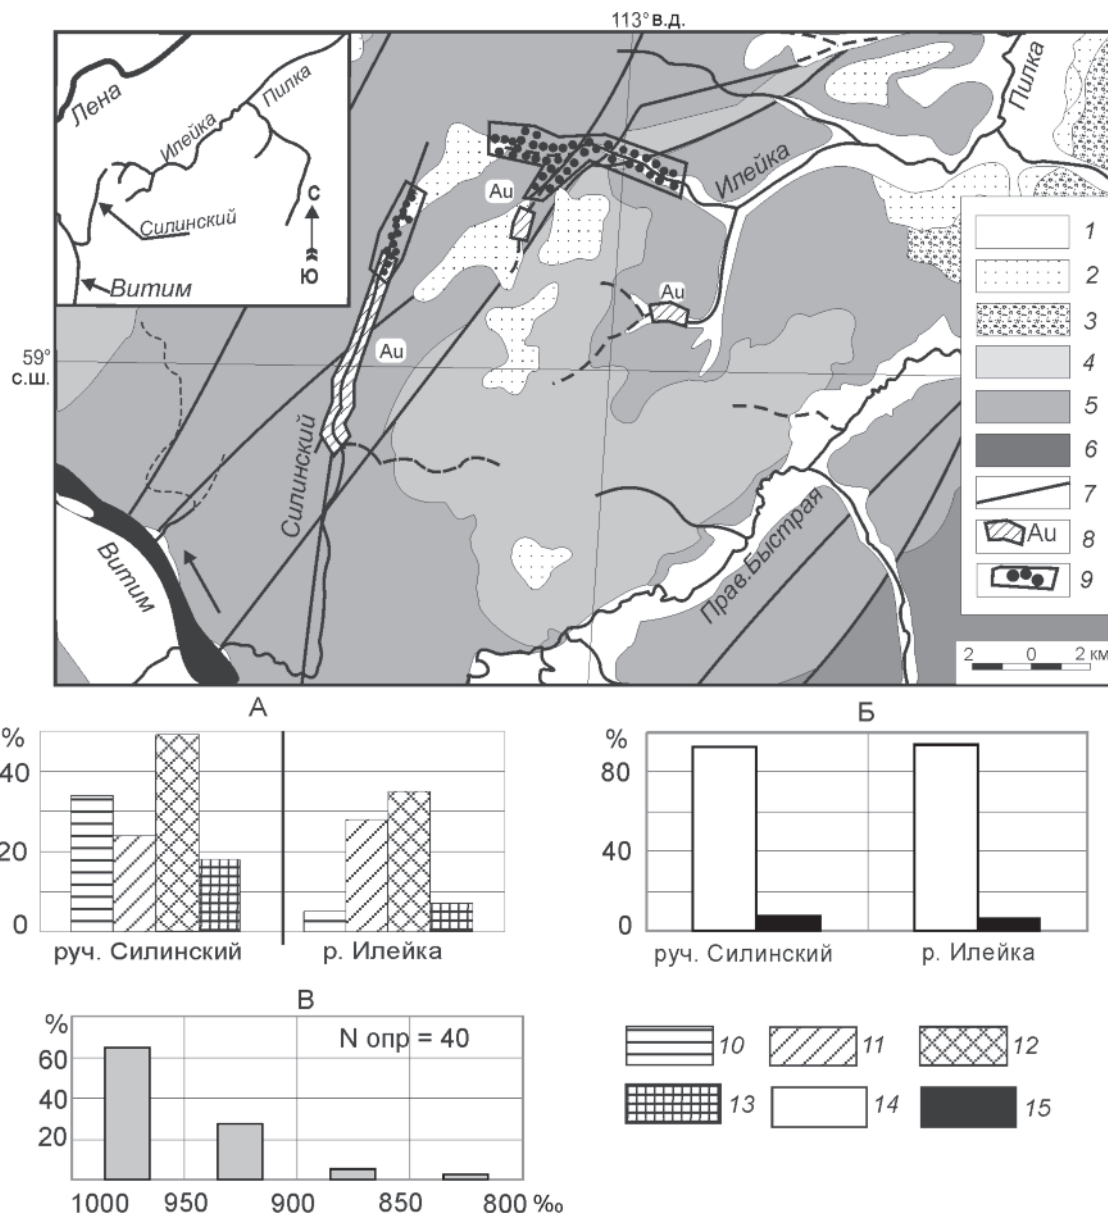 113° в.д.
Лена
Пилка
Илейка
Силинский
С
Ю
Витим
Пилка
Илейка
Au
Au
Au
59°
с.ш.
Силинский
Витим
Прав.Быстрая
1
2
3
4
5
6
7
Au 8
9
2 0 2 км
А
%
40
20
0
руч. Силинский р. Илейка
Б
%
80
40
0
руч. Силинский р. Илейка
В
%
N опр = 40
60
40
20
1000 950 900 850 800 ‰
10 11 12
13 14 15